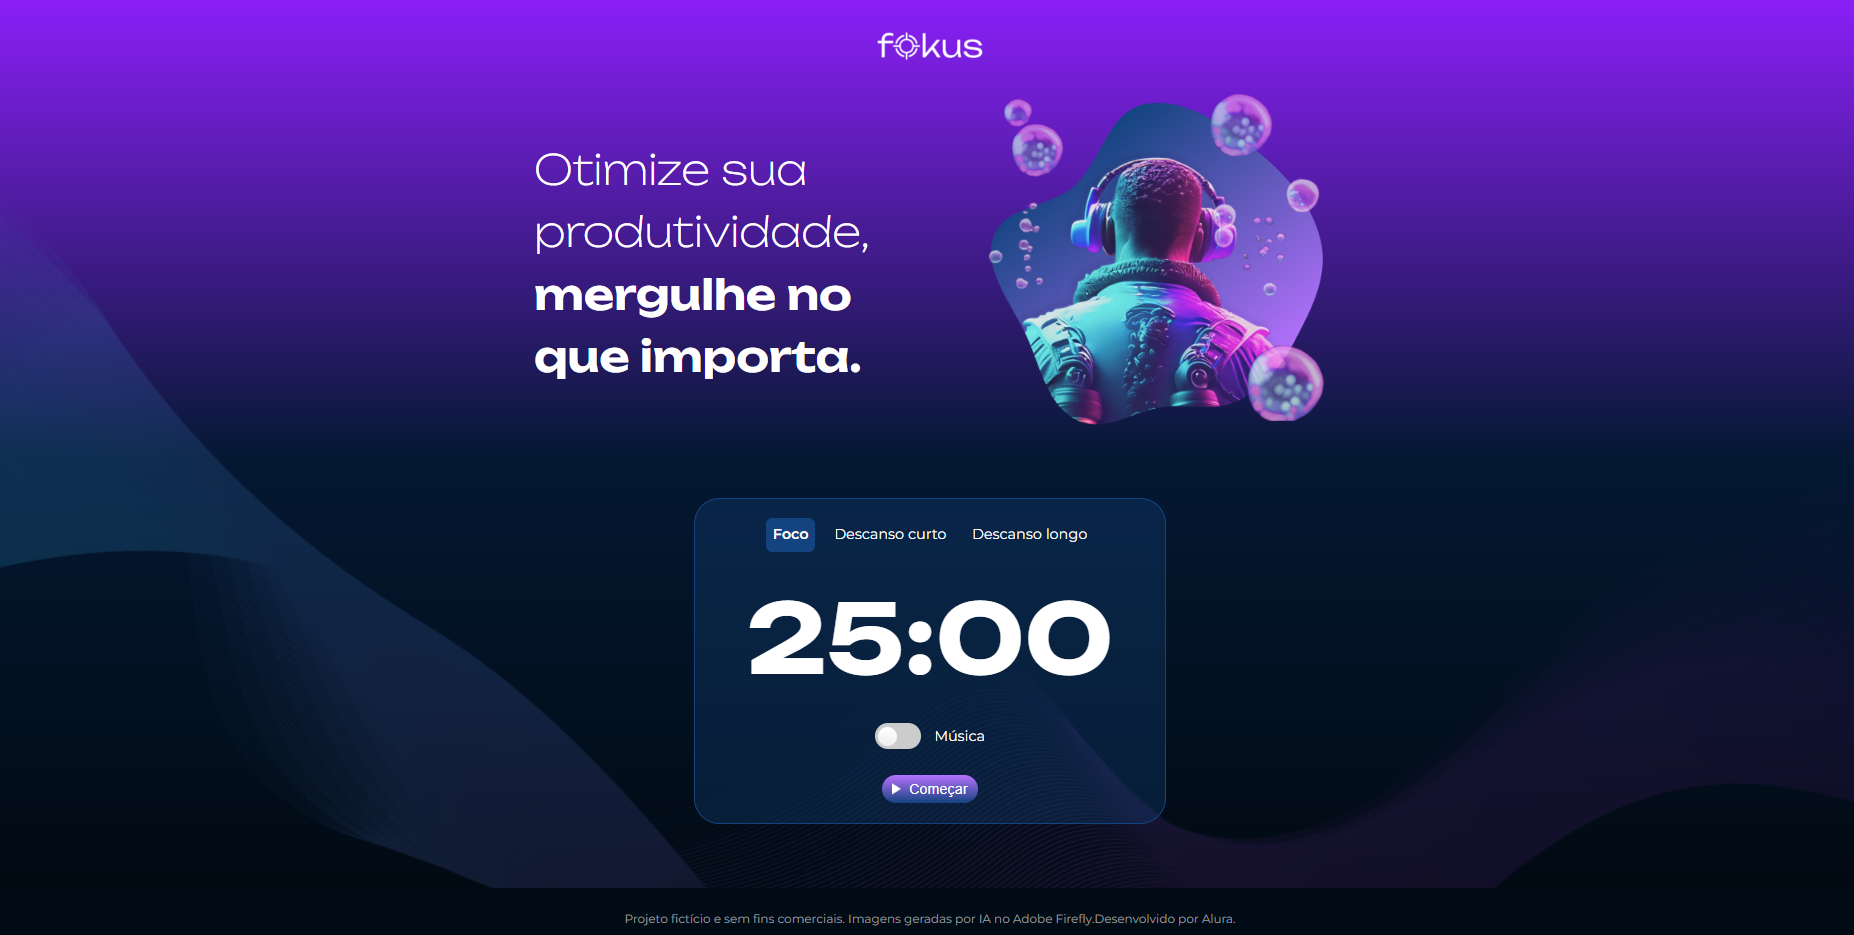 fokus
Otimize sua
produtividade,
mergulhe no
que importa.
Foco Descanso curto Descanso longo
25:00
Música
Começar
Projeto fictício e sem fins comerciais. Imagens geradas por IA no Adobe Firefly.Desenvolvido por Alura.